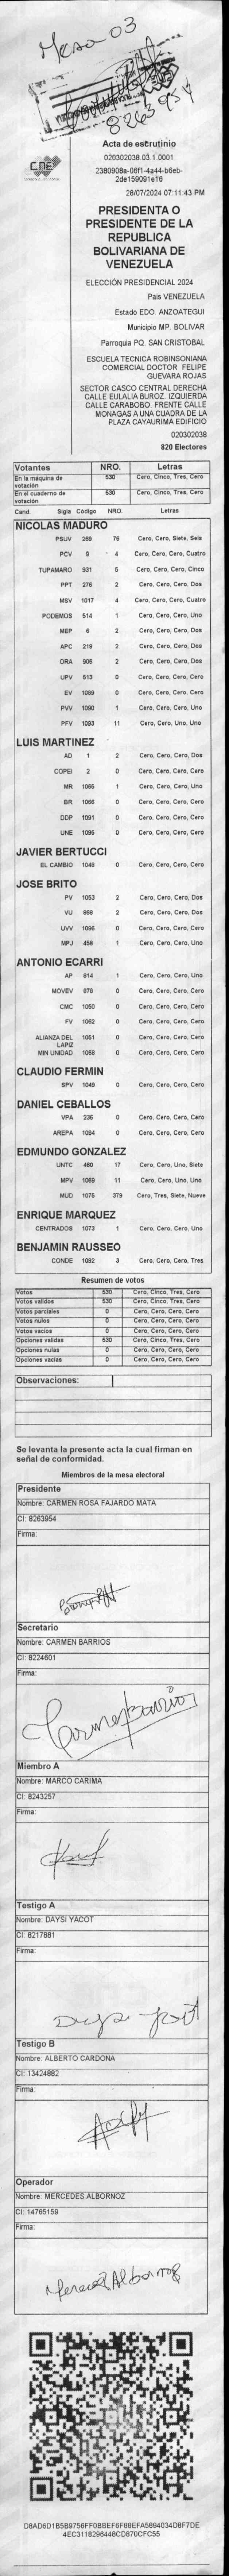 Mesa 03
8263954
CNE
Acta de escrutinio
020302038.03.1.0001
2380908a-06f1-4a44-b6eb-
2de159091e16
28/07/2024 07:11:43 PM
PRESIDENTA O
PRESIDENTE DE LA
REPUBLICA
BOLIVARIANA DE
VENEZUELA
ELECCIÓN PRESIDENCIAL 2024
País VENEZUELA
Estado EDO. ANZOATEGUI
Municipio MP. BOLIVAR
Parroquia PQ. SAN CRISTOBAL
ESCUELA TECNICA ROBINSONIANA
COMERCIAL DOCTOR FELIPE
GUEVARA ROJAS
SECTOR CASCO CENTRAL DERECHA
CALLE EULALIA BUROZ. IZQUIERDA
CALLE CARABOBO. FRENTE CALLE
MONAGAS A UNA CUADRA DE LA
PLAZA CAYAURIMA EDIFICIO
020302038
820 Electores
Votantes NRO. Letras
En la máquina de votación 530 Cero, Cinco, Tres, Cero
En el cuaderno de votación 530 Cero, Cinco, Tres, Cero
Cand. Sigla Código NRO. Letras
NICOLAS MADURO
PSUV 269 76 Cero, Cero, Siete, Seis
PCV 9 4 Cero, Cero, Cero, Cuatro
TUPAMARO 931 5 Cero, Cero, Cero, Cinco
PPT 276 2 Cero, Cero, Cero, Dos
MSV 1017 4 Cero, Cero, Cero, Cuatro
PODEMOS 514 1 Cero, Cero, Cero, Uno
MEP 6 2 Cero, Cero, Cero, Dos
APC 219 2 Cero, Cero, Cero, Dos
ORA 906 2 Cero, Cero, Cero, Dos
UPV 513 0 Cero, Cero, Cero, Cero
EV 1089 0 Cero, Cero, Cero, Cero
PVV 1090 1 Cero, Cero, Cero, Uno
PFV 1093 11 Cero, Cero, Uno, Uno
LUIS MARTINEZ
AD 1 2 Cero, Cero, Cero, Dos
COPEI 2 0 Cero, Cero, Cero, Cero
MR 1065 1 Cero, Cero, Cero, Uno
BR 1066 0 Cero, Cero, Cero, Cero
DDP 1091 0 Cero, Cero, Cero, Cero
UNE 1095 0 Cero, Cero, Cero, Cero
JAVIER BERTUCCI
EL CAMBIO 1048 0 Cero, Cero, Cero, Cero
JOSE BRITO
PV 1053 2 Cero, Cero, Cero, Dos
VU 868 2 Cero, Cero, Cero, Dos
UVV 1096 0 Cero, Cero, Cero, Cero
MPJ 458 1 Cero, Cero, Cero, Uno
ANTONIO ECARRI
AP 814 1 Cero, Cero, Cero, Uno
MOVEV 876 0 Cero, Cero, Cero, Cero
CMC 1050 0 Cero, Cero, Cero, Cero
FV 1062 0 Cero, Cero, Cero, Cero
ALIANZA DEL LAPIZ 1061 0 Cero, Cero, Cero, Cero
MIN UNIDAD 1068 0 Cero, Cero, Cero, Cero
CLAUDIO FERMIN
SPV 1049 0 Cero, Cero, Cero, Cero
DANIEL CEBALLOS
VPA 236 0 Cero, Cero, Cero, Cero
AREPA 1094 0 Cero, Cero, Cero, Cero
EDMUNDO GONZALEZ
UNTC 460 17 Cero, Cero, Uno, Siete
MPV 1069 11 Cero, Cero, Uno, Uno
MUD 1075 379 Cero, Tres, Siete, Nueve
ENRIQUE MARQUEZ
CENTRADOS 1073 1 Cero, Cero, Cero, Uno
BENJAMIN RAUSSEO
CONDE 1092 3 Cero, Cero, Cero, Tres
Resumen de votos
Votos 530 Cero, Cinco, Tres, Cero
Votos validos 530 Cero, Cinco, Tres, Cero
Votos parciales 0 Cero, Cero, Cero, Cero
Votos nulos 0 Cero, Cero, Cero, Cero
Votos vacios 0 Cero, Cero, Cero, Cero
Opciones validas 530 Cero, Cinco, Tres, Cero
Opciones nulas 0 Cero, Cero, Cero, Cero
Opciones vacias 0 Cero, Cero, Cero, Cero
Observaciones:
Se levanta la presente acta la cual firman en
señal de conformidad.
Miembros de la mesa electoral
Presidente
Nombre: CARMEN ROSA FAJARDO MATA
CI: 8263954
Firma:
Secretario
Nombre: CARMEN BARRIOS
CI: 8224601
Firma:
Carmen Barrios
Miembro A
Nombre: MARCO CARIMA
CI: 8243257
Firma:
Testigo A
Nombre: DAYSI YACOT
CI: 8217881
Firma:
Testigo B
Nombre: ALBERTO CARDONA
CI: 13424882
Firma:
Operador
Nombre: MERCEDES ALBORNOZ
CI: 14765159
Firma:
Mercedes Albornoz
D8AD6D1B5B9756FF0BBEF6F88EFA5894034D8F7DE
4EC3118296448CD870CFC55